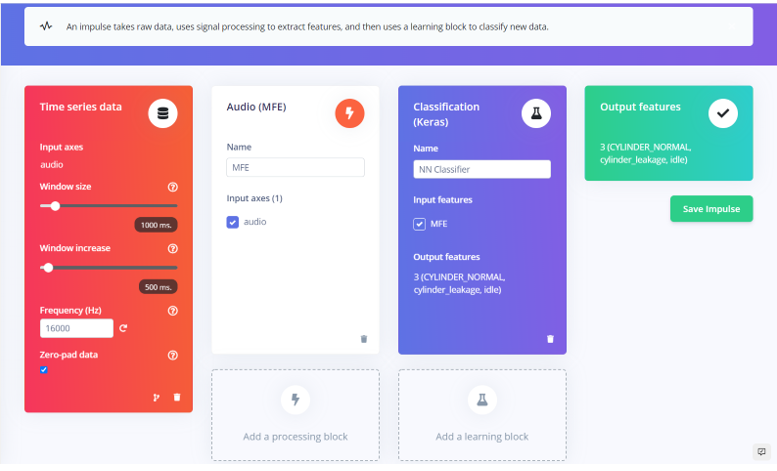 An impulse takes raw data, uses signal processing to extract features, and then uses a learning block to classify new data.
Time series data
Input axes
audio
Window size
1000 ms.
Window increase
500 ms.
Frequency (Hz)
16000
Zero-pad data
Audio (MFE)
Name
MFE
Input axes (1)
audio
Add a processing block
Classification
(Keras)
Name
NN Classifier
Input features
MFE
Output features
3 (CYLINDER_NORMAL,
cylinder_leakage, idle)
Add a learning block
Output features
3 (CYLINDER_NORMAL,
cylinder_leakage, idle)
Save Impulse